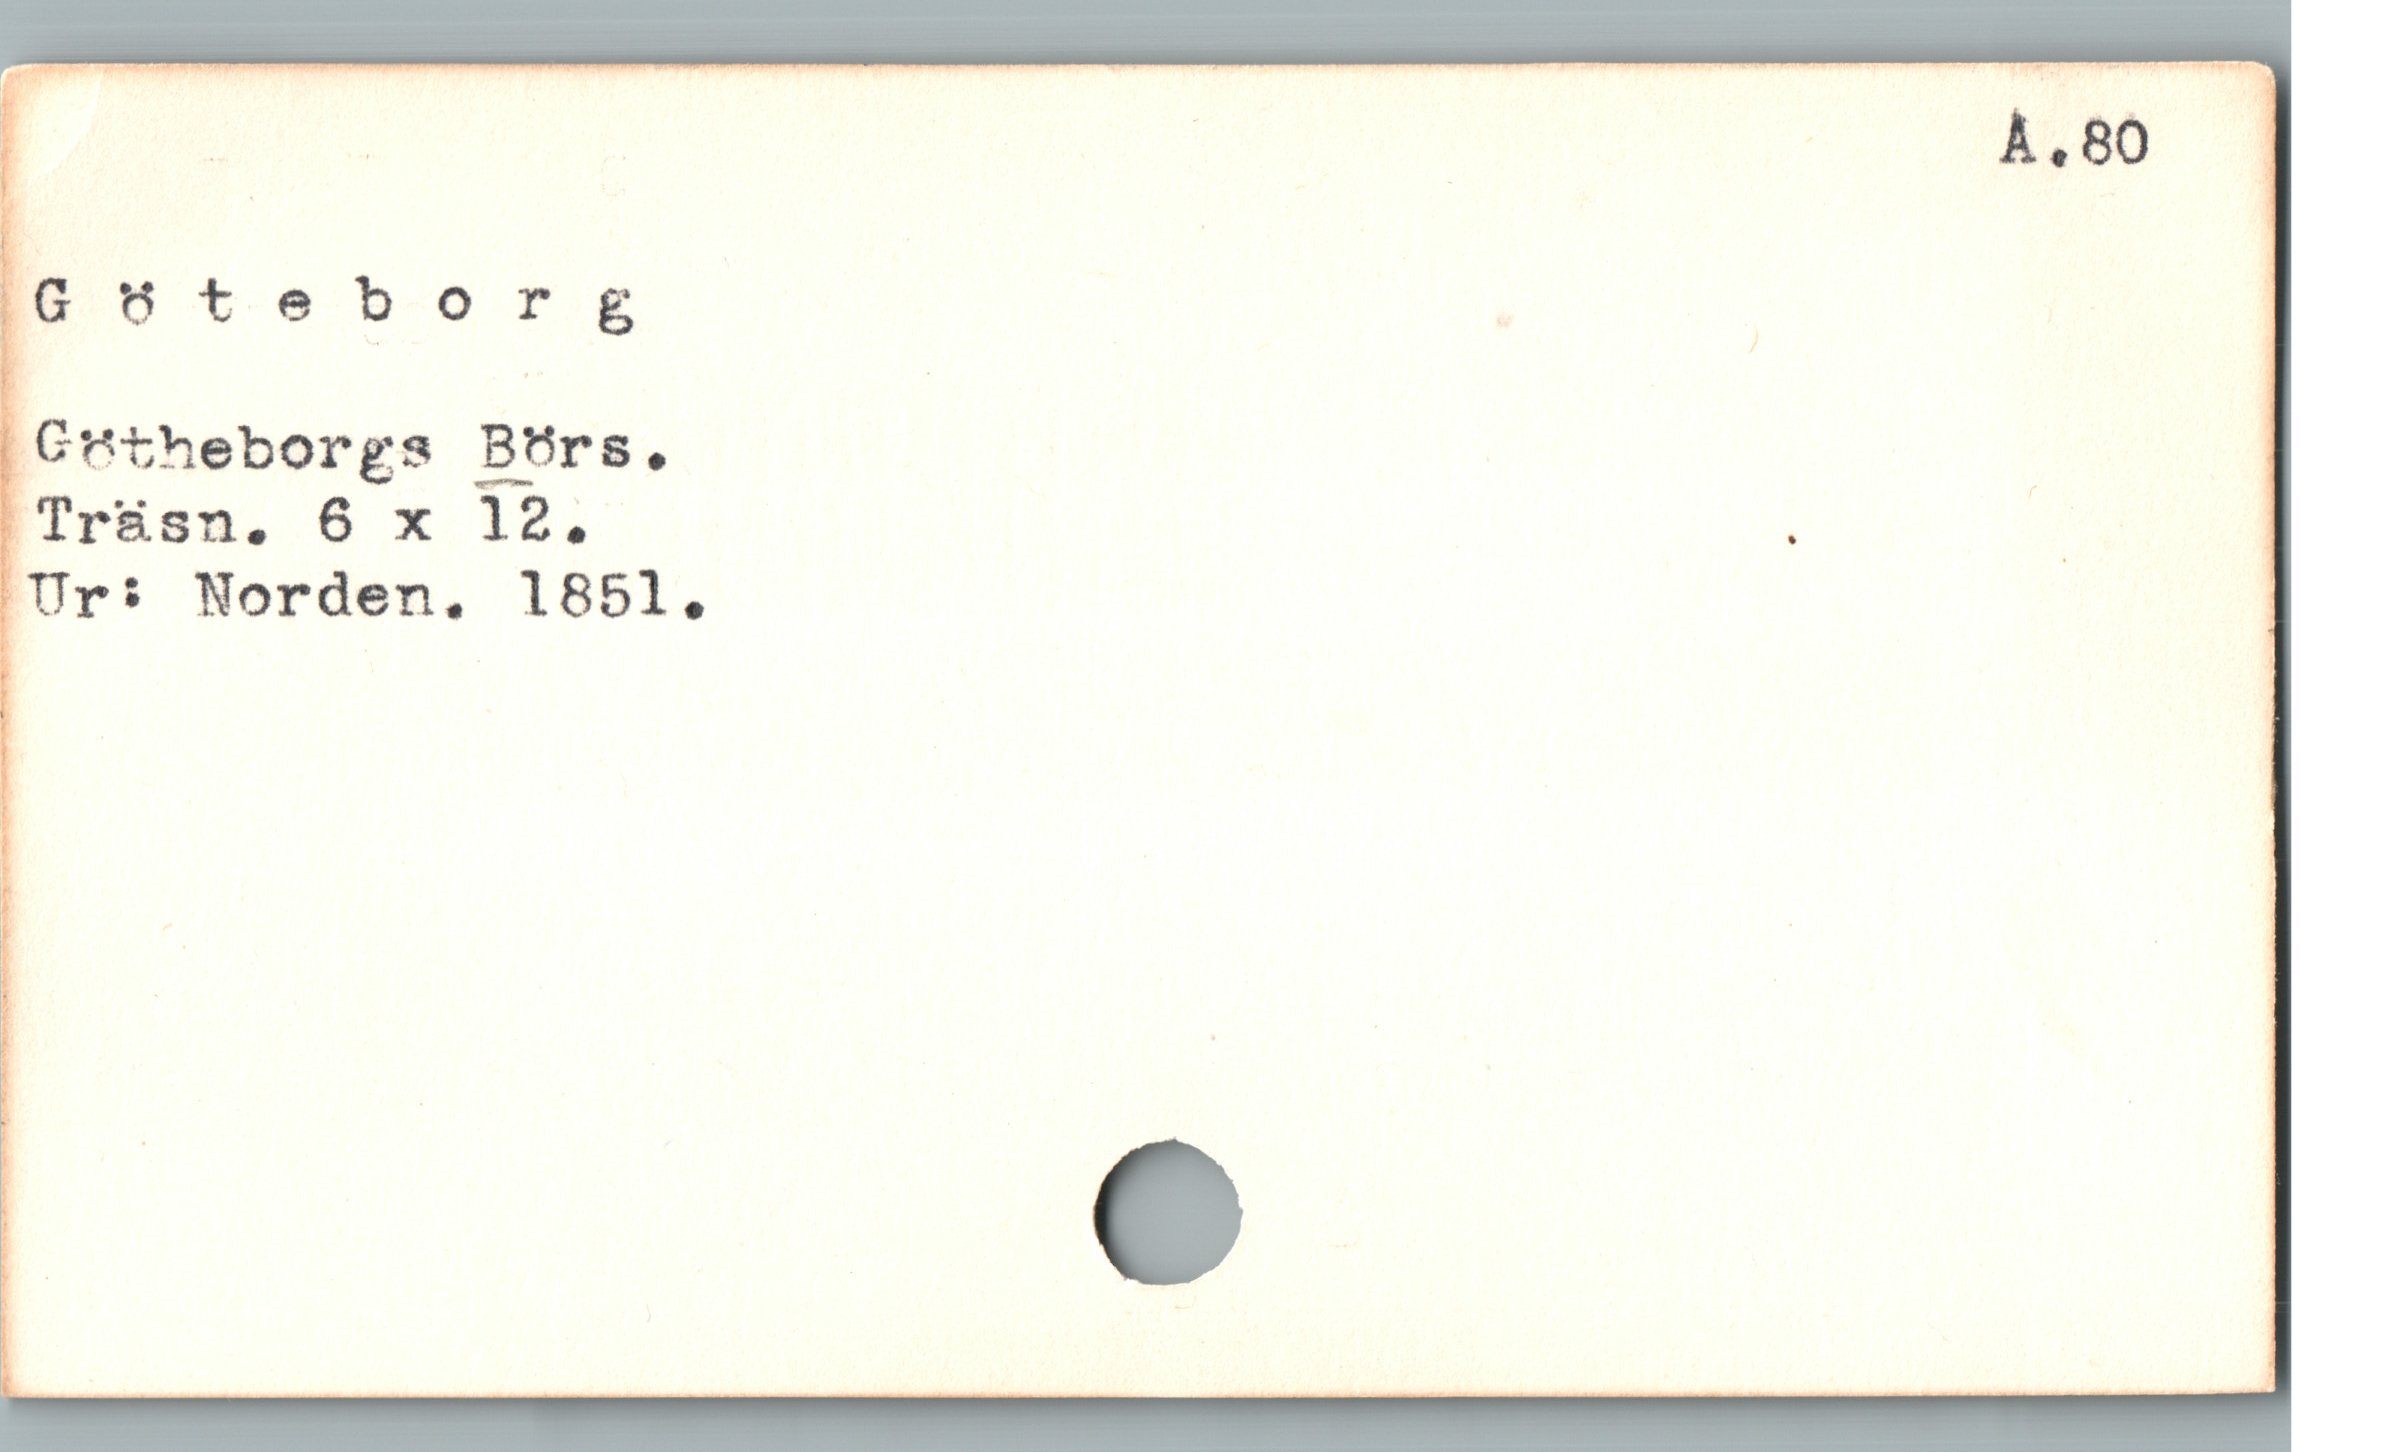 A.80
G ö t e b o r g
Götheborgs Börs.
Träsn. 6 x 12.
Ur: Norden. 1851.